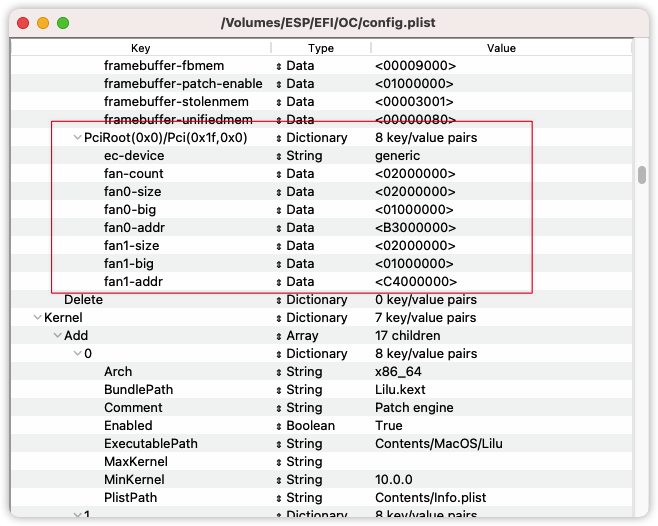 /Volumes/ESP/EFI/OC/config.plist
Key Type Value
framebuffer-fbmem Data <00009000>
framebuffer-patch-enable Data <01000000>
framebuffer-stolenmem Data <00003001>
framebuffer-unifiedmem Data <00000080>
PciRoot(0x0)/Pci(0x1f,0x0) Dictionary 8 key/value pairs
ec-device String generic
fan-count Data <02000000>
fan0-size Data <02000000>
fan0-big Data <01000000>
fan0-addr Data <B3000000>
fan1-size Data <02000000>
fan1-big Data <01000000>
fan1-addr Data <C4000000>
Delete Dictionary 0 key/value pairs
Kernel Dictionary 7 key/value pairs
Add Array 17 children
0 Dictionary 8 key/value pairs
Arch String x86_64
BundlePath String Lilu.kext
Comment String Patch engine
Enabled Boolean True
ExecutablePath String Contents/MacOS/Lilu
MaxKernel String
MinKernel String 10.0.0
PlistPath String Contents/Info.plist
1 Dictionary 8 key/value pairs